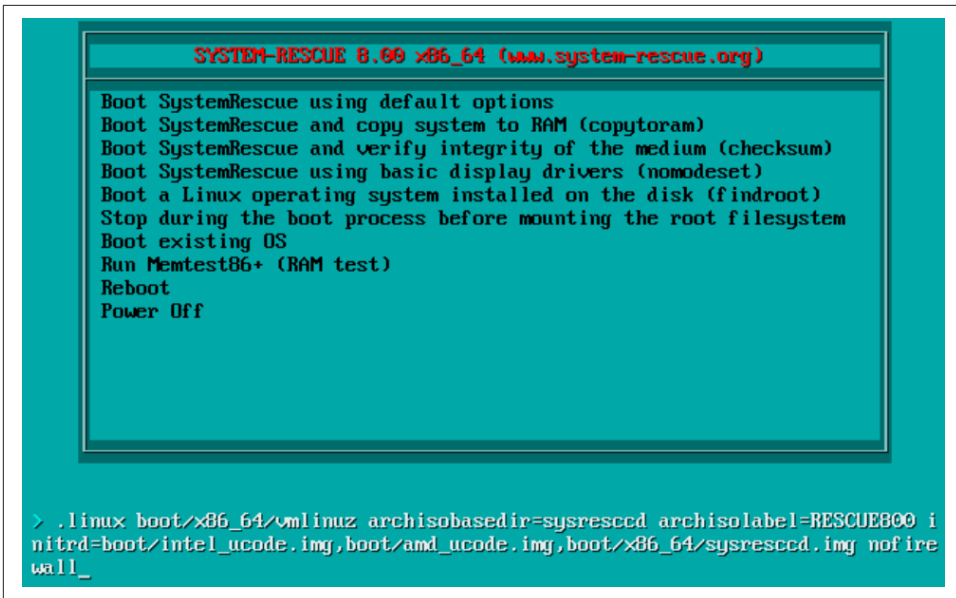 SYSTEM-RESCUE 8.00 x86_64 (www.system-rescue.org)
Boot SystemRescue using default options
Boot SystemRescue and copy system to RAM (copytoram)
Boot SystemRescue and verify integrity of the medium (checksum)
Boot SystemRescue using basic display drivers (nomodeset)
Boot a Linux operating system installed on the disk (findroot)
Stop during the boot process before mounting the root filesystem
Boot existing OS
Run Memtest86+ (RAM test)
Reboot
Power Off
> .linux boot/x86_64/vmlinuz archisobasedir=sysresccd archisolabel=RESCUE800 i
nitrd=boot/intel_ucode.img,boot/amd_ucode.img,boot/x86_64/sysresccd.img nofire
wall_